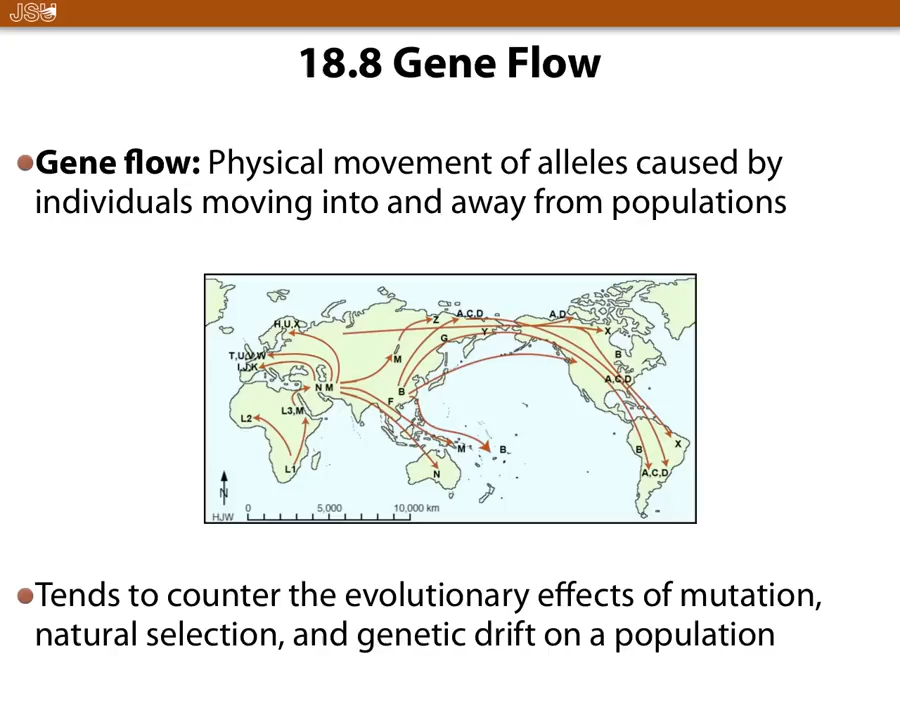 JSU
18.8 Gene Flow
Gene flow: Physical movement of alleles caused by
individuals moving into and away from populations
Z
A,C,D
A,D
H,U,X
G
Y
X
T,U,V,W
I,J,K
M
B
N M
B
F
A,C,D
L2
L3,M
M
B
B
X
L1
N
A,C,D
N
0 5,000 10,000 km
HJW
Tends to counter the evolutionary effects of mutation,
natural selection, and genetic drift on a population